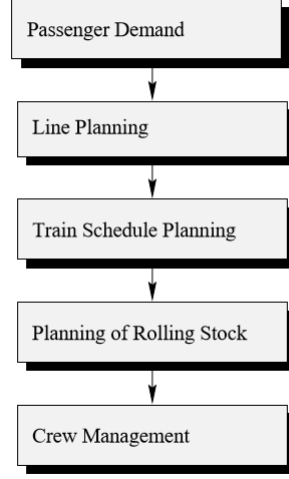 Passenger Demand
Line Planning
Train Schedule Planning
Planning of Rolling Stock
Crew Management